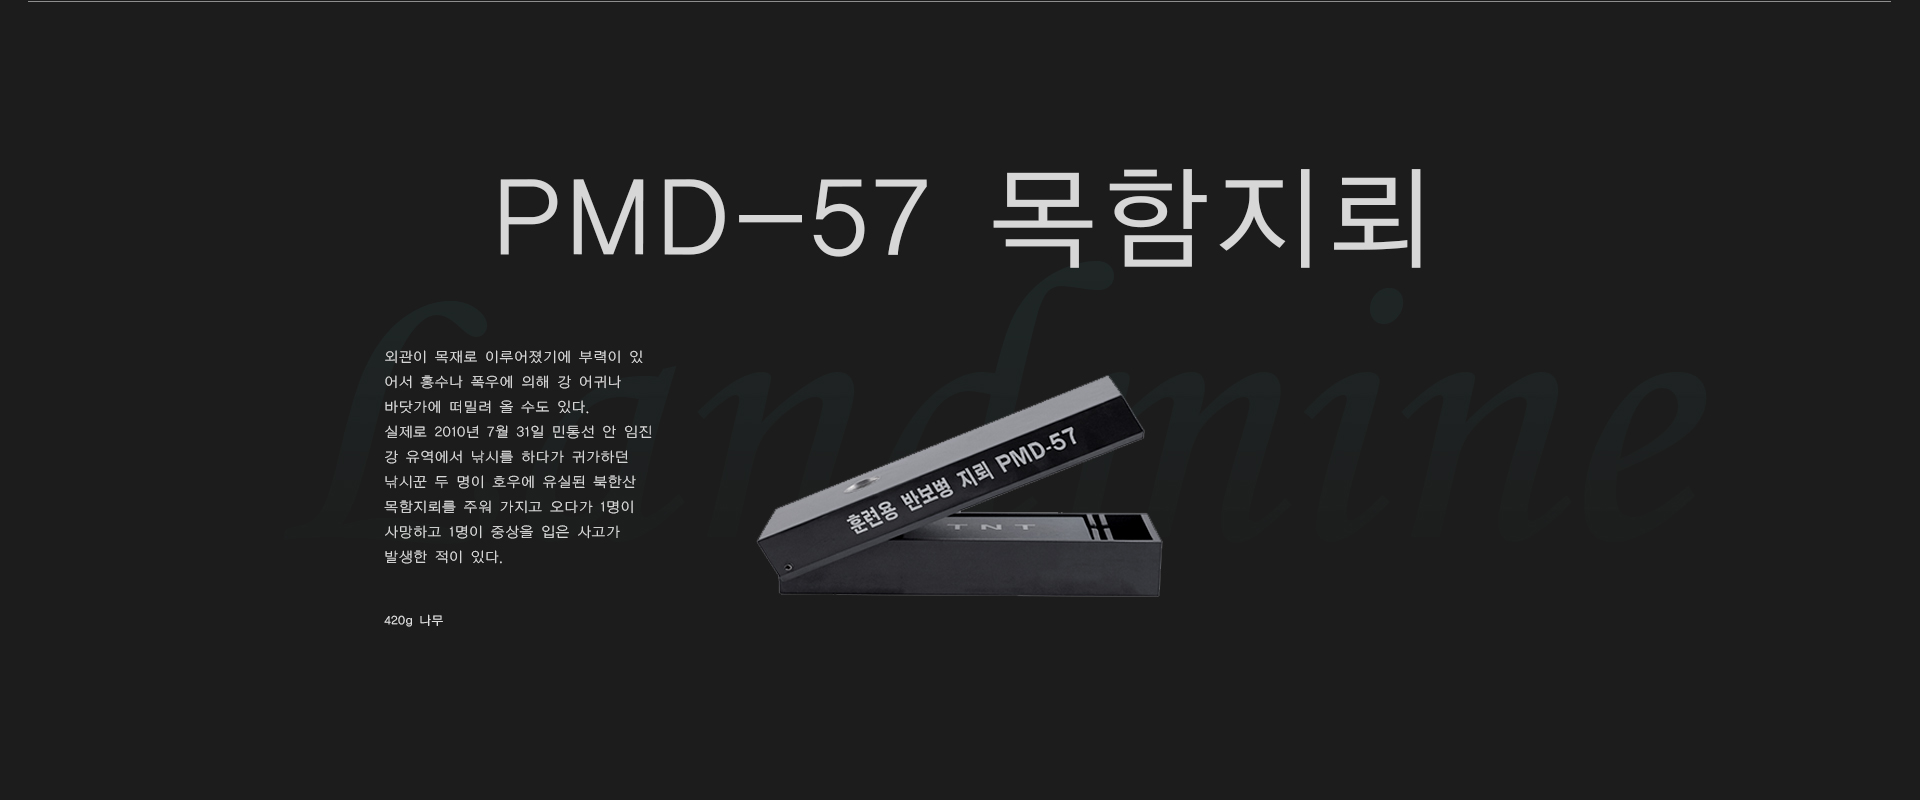 PMD-57 목함지뢰
landmine
외관이 목재로 이루어졌기에 부력이 있
어서 홍수나 폭우에 의해 강 어귀나
바닷가에 떠밀려 올 수도 있다.
실제로 2010년 7월 31일 민통선 안 임진
강 유역에서 낚시를 하다가 귀가하던
낚시꾼 두 명이 호우에 유실된 북한산
목함지뢰를 주워 가지고 오다가 1명이
사망하고 1명이 중상을 입은 사고가
발생한 적이 있다.
훈련용 반보병 지뢰 PMD-57
TNT
420g 나무